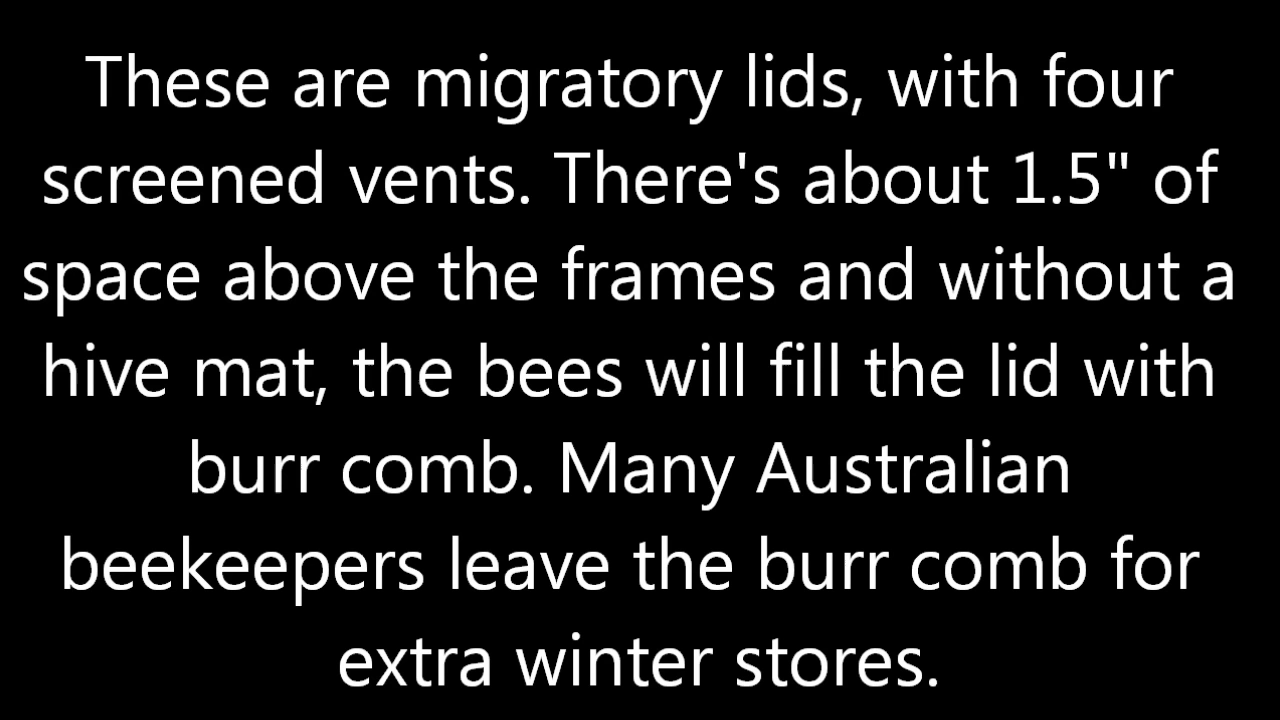 These are migratory lids, with four
screened vents. There's about 1.5" of
space above the frames and without a
hive mat, the bees will fill the lid with
burr comb. Many Australian
beekeepers leave the burr comb for
extra winter stores.